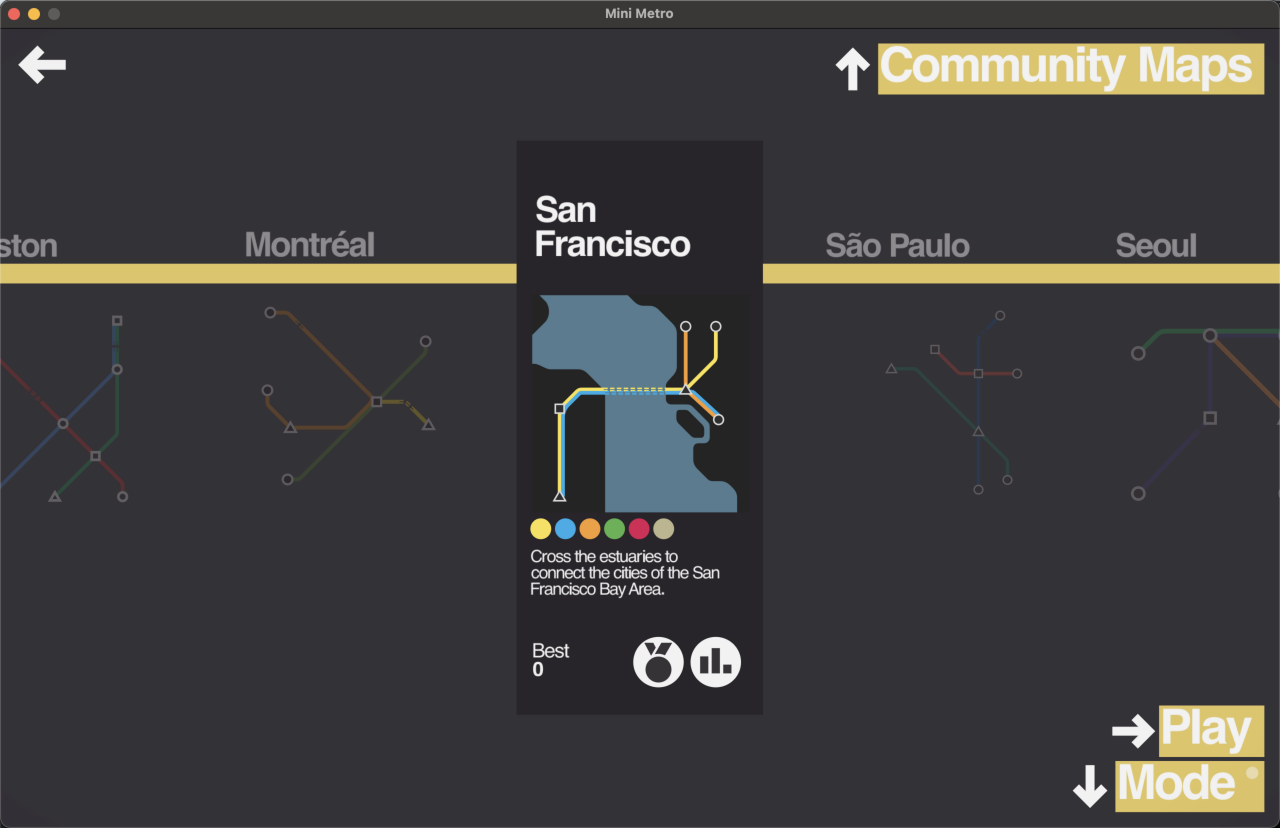 Mini Metro
Community Maps
San
Francisco
ston
Montréal
São Paulo
Seoul
Cross the estuaries to
connect the cities of the San
Francisco Bay Area.
Best
0
Play
Mode